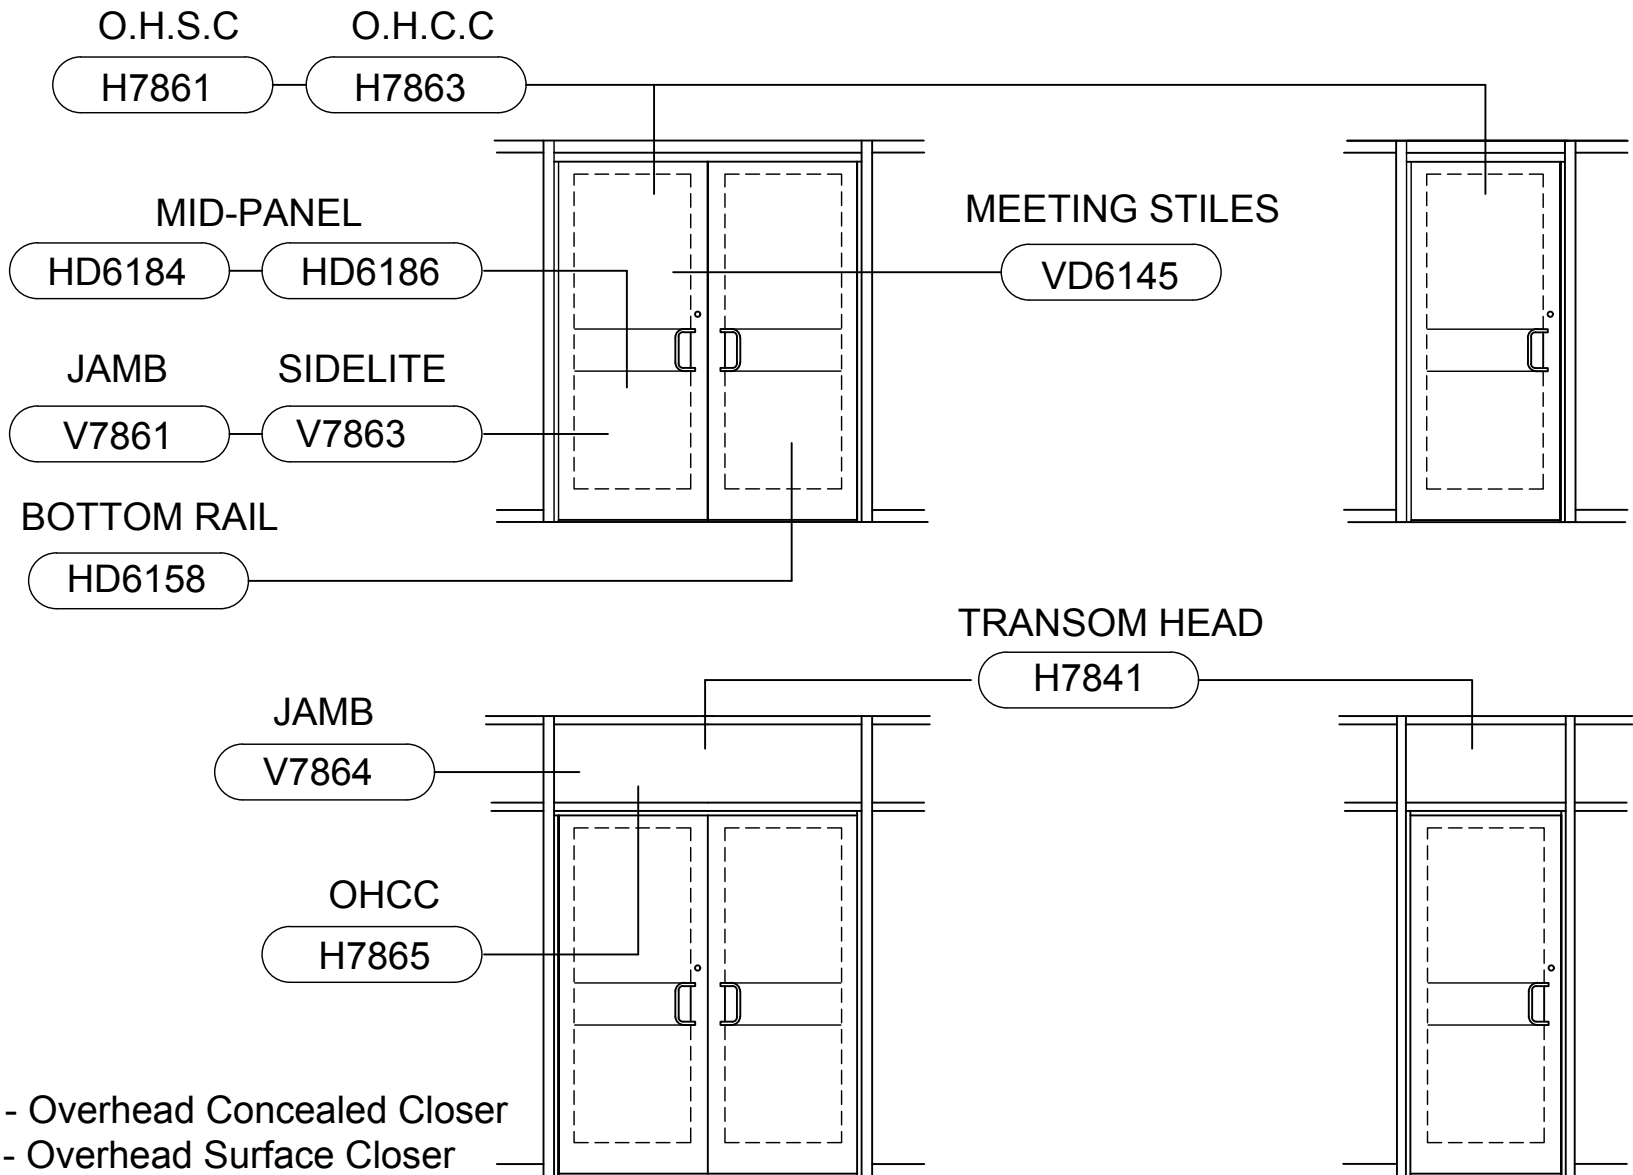 O.H.S.C
O.H.C.C
H7861
H7863
MID-PANEL
HD6184
HD6186
MEETING STILES
VD6145
JAMB
SIDELITE
V7861
V7863
BOTTOM RAIL
HD6158
TRANSOM HEAD
H7841
JAMB
V7864
OHCC
H7865
- Overhead Concealed Closer
- Overhead Surface Closer